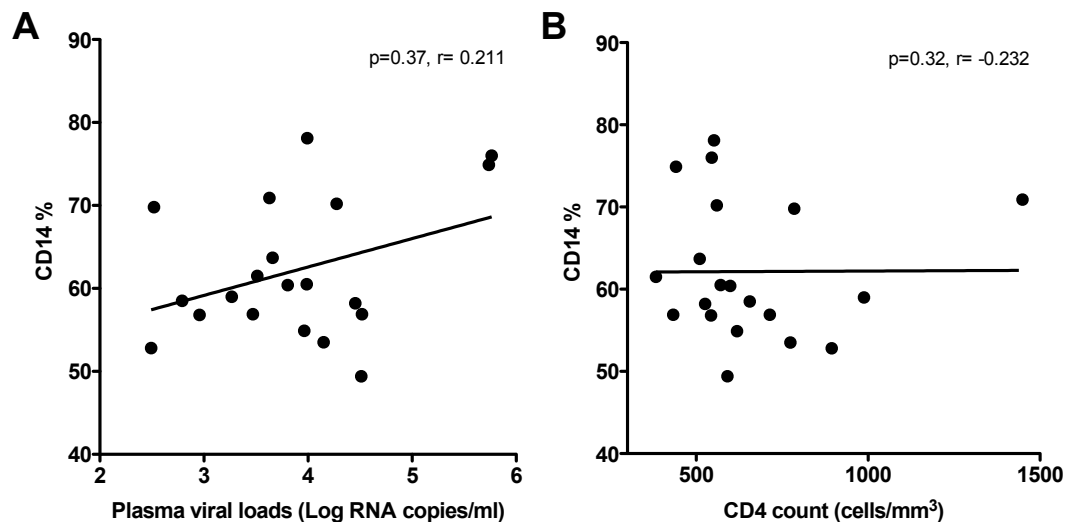 A
p=0.37, r= 0.211
90
80
70
60
50
40
CD14 %
2 3 4 5 6
Plasma viral loads (Log RNA copies/ml)
B
p=0.32, r= -0.232
90
80
70
60
50
40
CD14 %
500 1000 1500
CD4 count (cells/mm³)